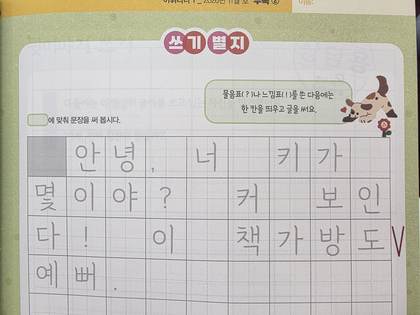 쓰기별지
물음표( ? )나 느낌표( ! )를 쓴 다음에는
한 칸을 띄우고 글을 써요.
에 맞춰 문장을 써 봅시다.
안녕, 너 키가
몇이야? 커 보인
다! 이 책가방도∨
예뻐.